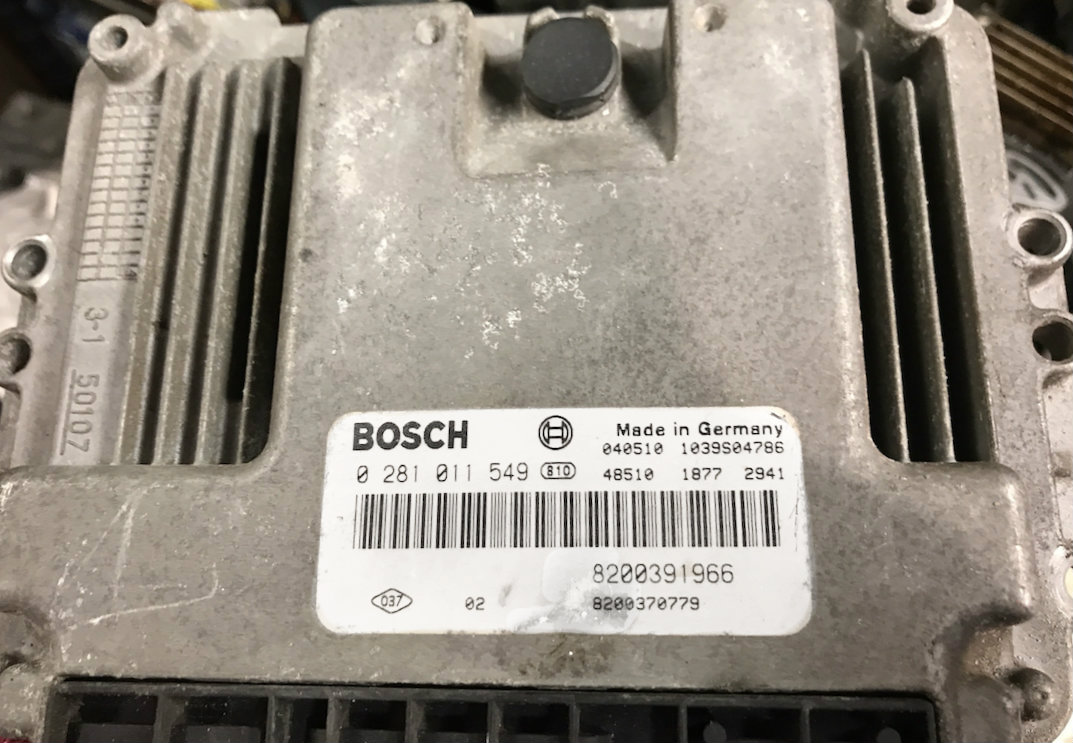 3-1 50107
BOSCH
Made in Germany
040510 1039S04786
0 281 011 549 810 48510 1877 2941
8200391966
037 02 8200370779